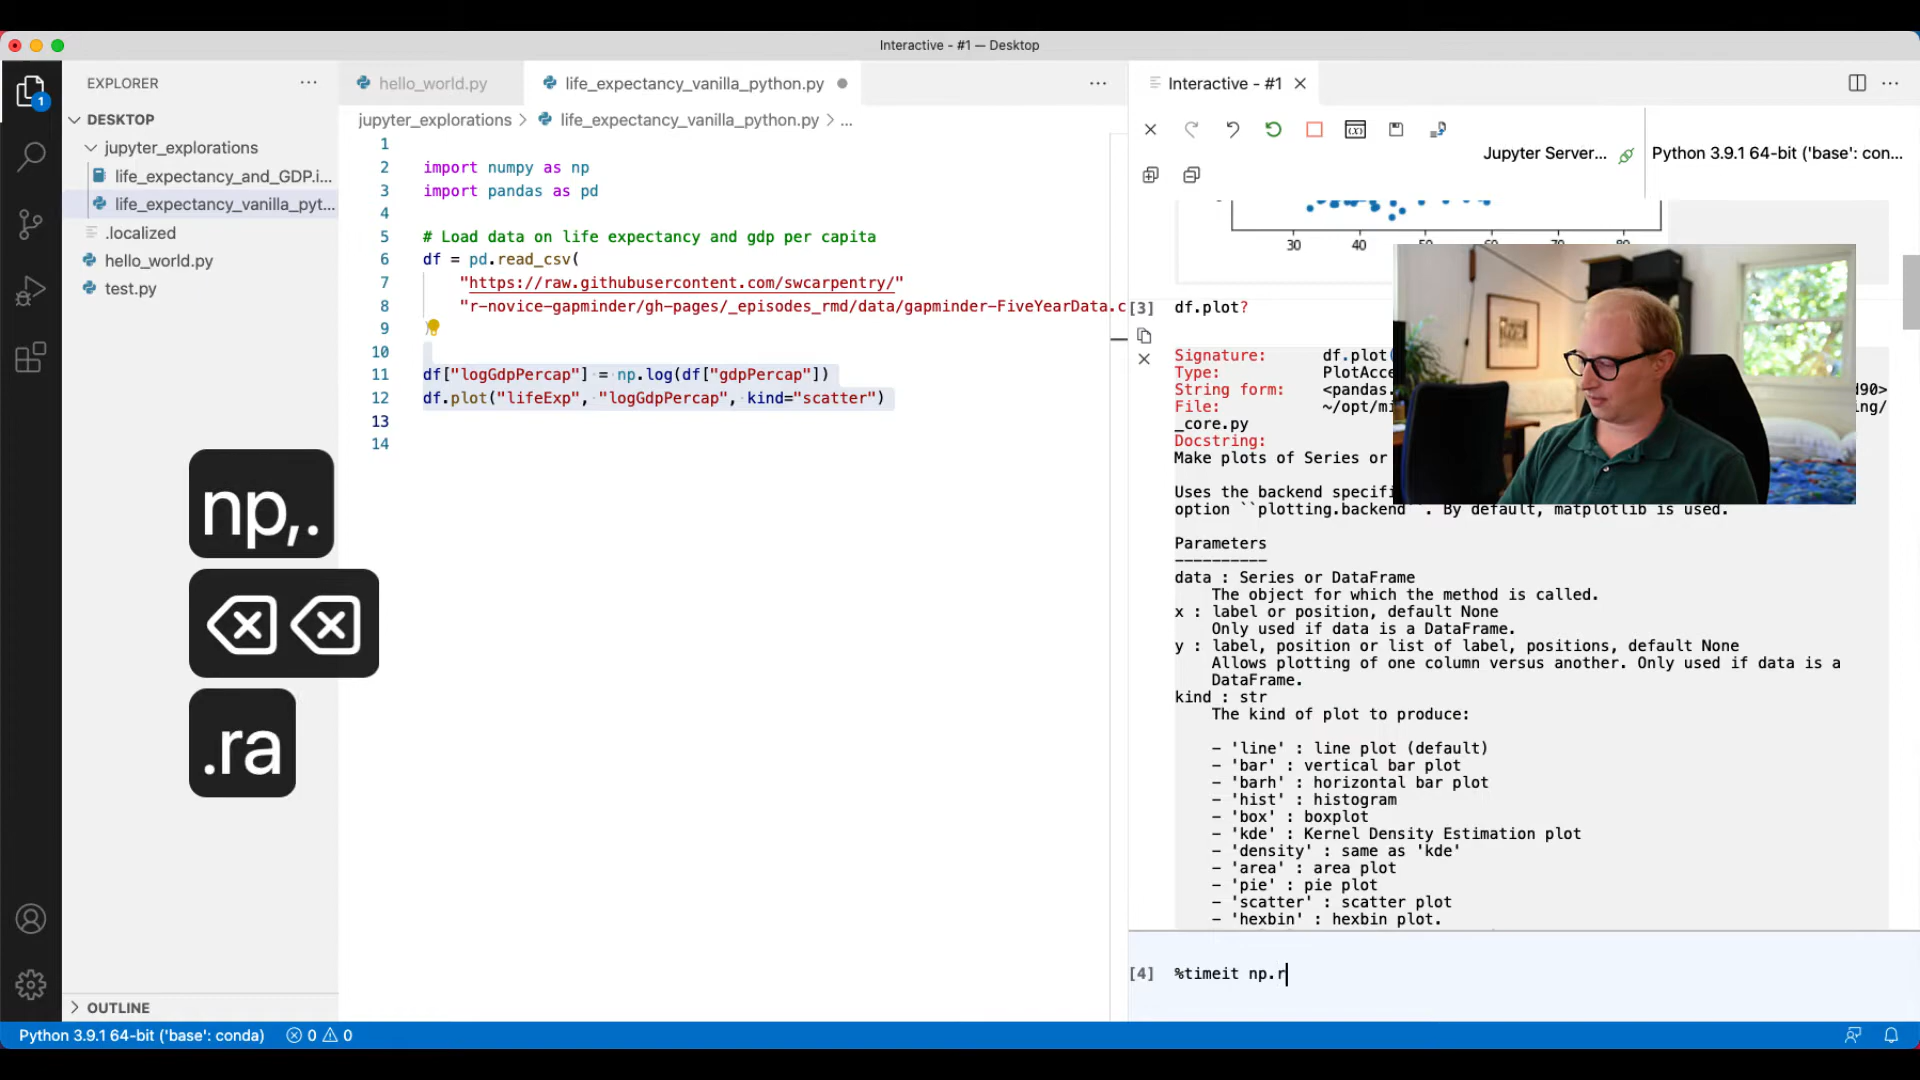 Interactive - #1 — Desktop
EXPLORER
hello_world.py
life_expectancy_vanilla_python.py
Interactive - #1
DESKTOP
jupyter_explorations
life_expectancy_and_GDP.i...
life_expectancy_vanilla_pyt...
.localized
hello_world.py
test.py
jupyter_explorations > life_expectancy_vanilla_python.py > ...
1
2 import numpy as np
3 import pandas as pd
4
5 # Load data on life expectancy and gdp per capita
6 df = pd.read_csv(
7 "https://raw.githubusercontent.com/swcarpentry/"
8 "r-novice-gapminder/gh-pages/_episodes_rmd/data/gapminder-FiveYearData.c
9 )
10
11 df["logGdpPercap"] = np.log(df["gdpPercap"])
12 df.plot("lifeExp", "logGdpPercap", kind="scatter")
13
14
np,.
.ra
Jupyter Server...
Python 3.9.1 64-bit ('base': con...
30 40 50 60 70 80
[3] df.plot?
Signature: df.plot(
Type: PlotAcce
String form: <pandas. d90>
File: ~/opt/mi ing/
_core.py
Docstring:
Make plots of Series or
Uses the backend specifi
option ``plotting.backend``. By default, matplotlib is used.
Parameters
----------
data : Series or DataFrame
The object for which the method is called.
x : label or position, default None
Only used if data is a DataFrame.
y : label, position or list of label, positions, default None
Allows plotting of one column versus another. Only used if data is a
DataFrame.
kind : str
The kind of plot to produce:
- 'line' : line plot (default)
- 'bar' : vertical bar plot
- 'barh' : horizontal bar plot
- 'hist' : histogram
- 'box' : boxplot
- 'kde' : Kernel Density Estimation plot
- 'density' : same as 'kde'
- 'area' : area plot
- 'pie' : pie plot
- 'scatter' : scatter plot
- 'hexbin' : hexbin plot.
[4] %timeit np.r
OUTLINE
Python 3.9.1 64-bit ('base': conda)
0
0
1